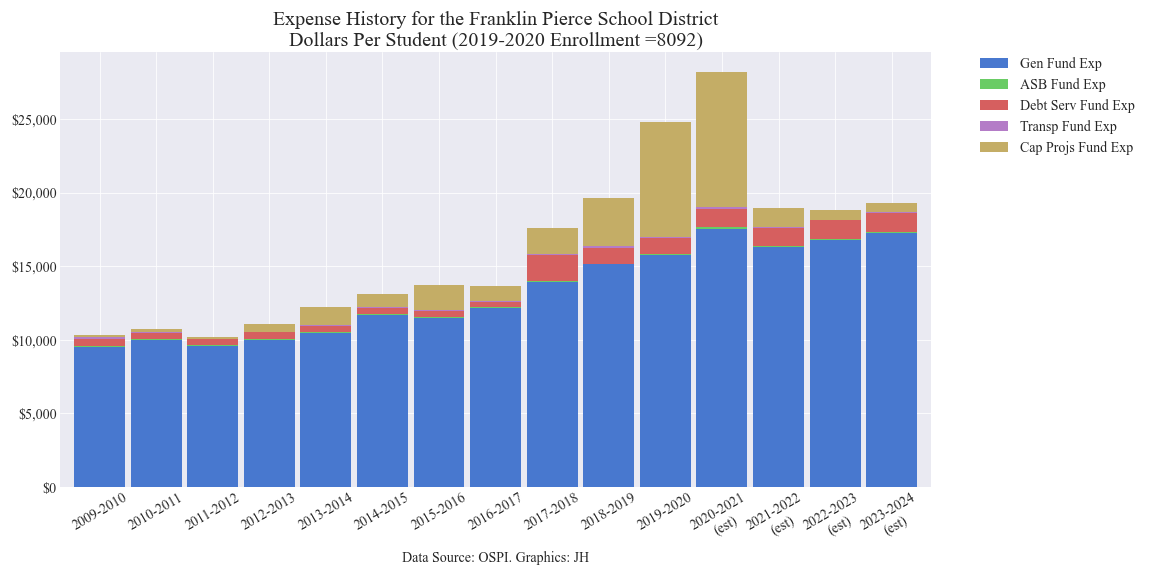 Expense History for the Franklin Pierce School District
Dollars Per Student (2019-2020 Enrollment =8092)
Gen Fund Exp
ASB Fund Exp
Debt Serv Fund Exp
Transp Fund Exp
Cap Projs Fund Exp
$25,000
$20,000
$15,000
$10,000
$5,000
$0
2009-2010
2010-2011
2011-2012
2012-2013
2013-2014
2014-2015
2015-2016
2016-2017
2017-2018
2018-2019
2019-2020
2020-2021
(est)
2021-2022
(est)
2022-2023
(est)
2023-2024
(est)
Data Source: OSPI. Graphics: JH